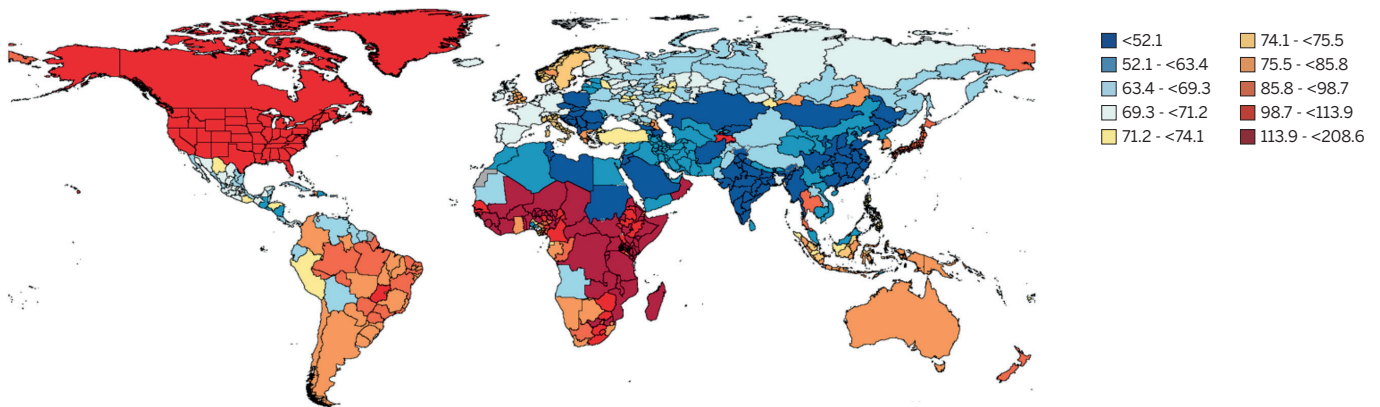 <52.1
52.1 - <63.4
63.4 - <69.3
69.3 - <71.2
71.2 - <74.1
74.1 - <75.5
75.5 - <85.8
85.8 - <98.7
98.7 - <113.9
113.9 - <208.6